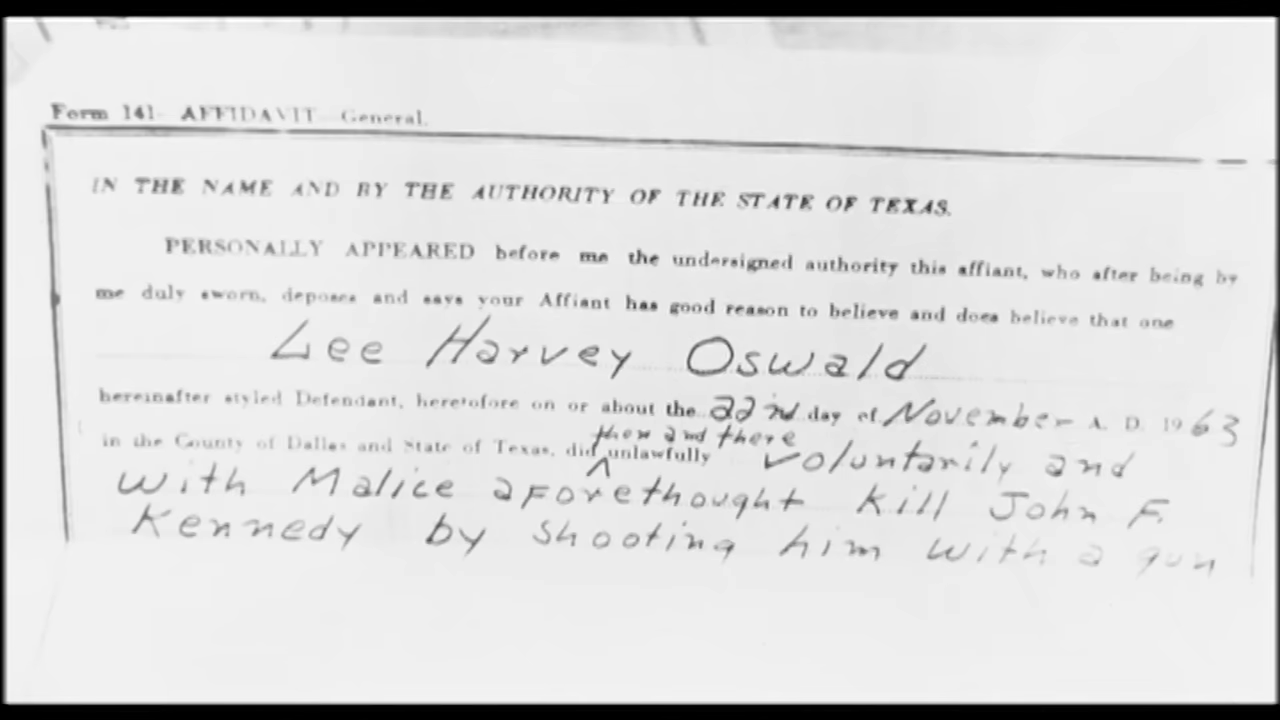 Form 141 AFFIDAVIT General.
IN THE NAME AND BY THE AUTHORITY OF THE STATE OF TEXAS.
PERSONALLY APPEARED before me the undersigned authority this affiant, who after being by
me duly sworn, deposes and says your Affiant has good reason to believe and does believe that one
Lee Harvey Oswald
hereinafter styled Defendant, heretofore on or about the 22nd day of November A. D. 1963
then and there
in the County of Dallas and State of Texas, did unlawfully voluntarily and
with Malice aforethought kill John F.
Kennedy by shooting him with a gun